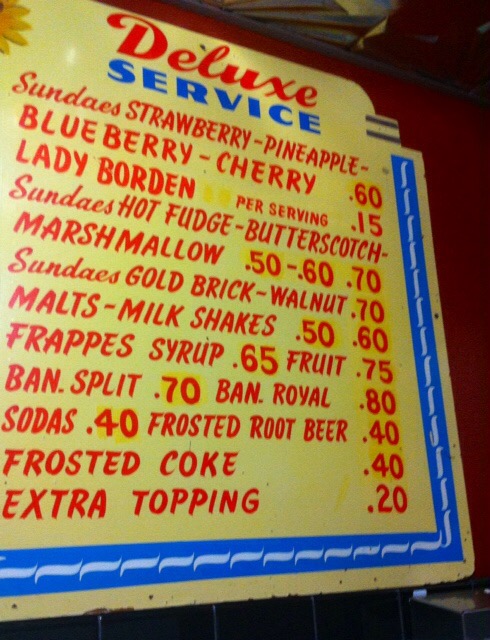 Deluxe
SERVICE
Sundaes STRAWBERRY-PINEAPPLE-
BLUEBERRY - CHERRY .60
LADY BORDEN PER SERVING .15
Sundaes HOT FUDGE-BUTTERSCOTCH-
MARSHMALLOW .50-.60 .70
Sundaes GOLD BRICK-WALNUT .70
MALTS-MILK SHAKES .50 .60
FRAPPES SYRUP .65 FRUIT .75
BAN. SPLIT .70 BAN. ROYAL .80
SODAS .40 FROSTED ROOT BEER .40
FROSTED COKE .40
EXTRA TOPPING .20